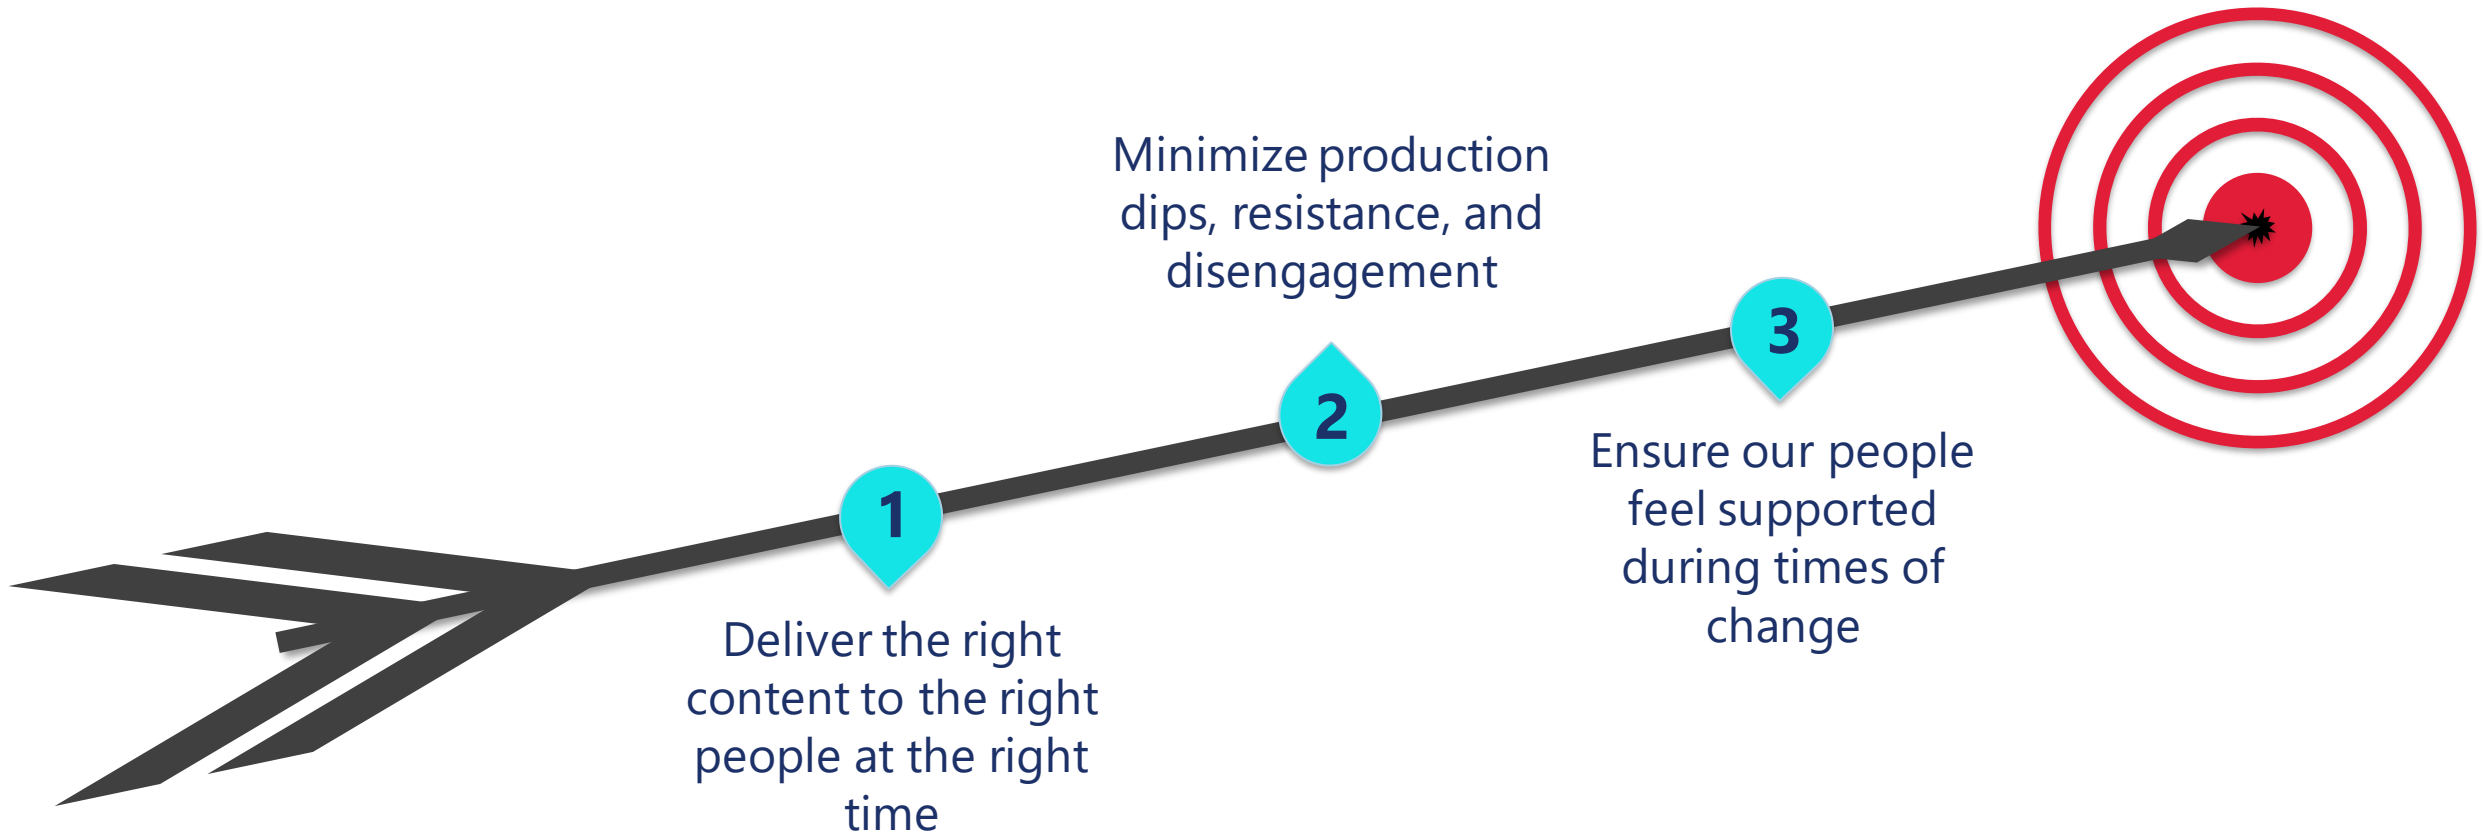 1
Deliver the right
content to the right
people at the right
time
Minimize production
dips, resistance, and
disengagement
2
3
Ensure our people
feel supported
during times of
change